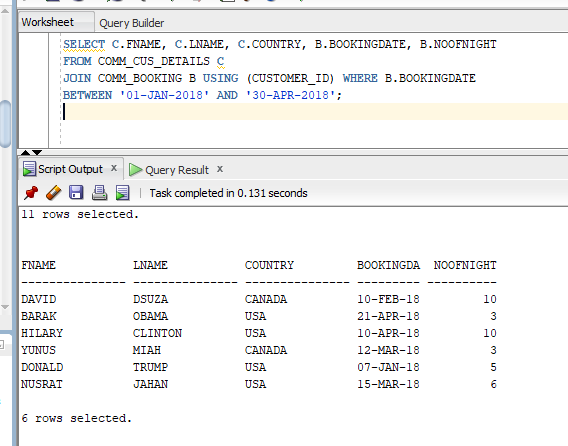 Worksheet Query Builder
SELECT C.FNAME, C.LNAME, C.COUNTRY, B.BOOKINGDATE, B.NOOFNIGHT
FROM COMM_CUS_DETAILS C
JOIN COMM_BOOKING B USING (CUSTOMER_ID) WHERE B.BOOKINGDATE
BETWEEN '01-JAN-2018' AND '30-APR-2018';
Script Output x Query Result x
Task completed in 0.131 seconds
11 rows selected.
FNAME LNAME COUNTRY BOOKINGDA NOOFNIGHT
--------------- --------------- --------------- --------- ----------
DAVID DSUZA CANADA 10-FEB-18 10
BARAK OBAMA USA 21-APR-18 3
HILARY CLINTON USA 10-APR-18 10
YUNUS MIAH CANADA 12-MAR-18 3
DONALD TRUMP USA 07-JAN-18 5
NUSRAT JAHAN USA 15-MAR-18 6
6 rows selected.